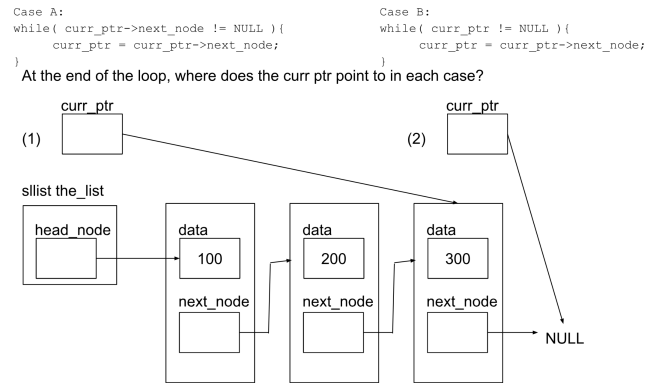 Case A:
while( curr_ptr->next_node != NULL ){
curr_ptr = curr_ptr->next_node;
}
Case B:
while( curr_ptr != NULL ){
curr_ptr = curr_ptr->next_node;
}
At the end of the loop, where does the curr ptr point to in each case?
curr_ptr
(1)
curr_ptr
(2)
sllist the_list
head_node
data
100
next_node
data
200
next_node
data
300
next_node
NULL